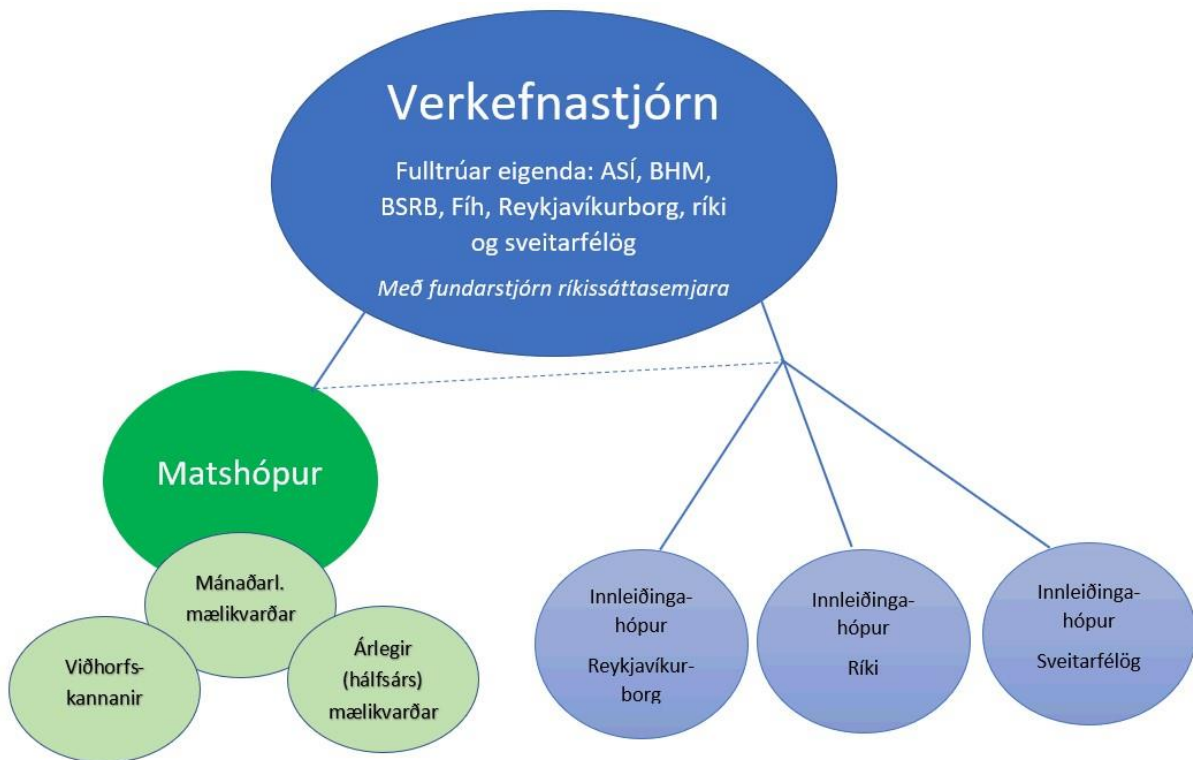 Verkefnastjórn
Fulltrúar eigenda: ASÍ, BHM,
BSRB, Fíh, Reykjavíkurborg, ríki
og sveitarfélög
Með fundarstjórn ríkissáttasemjara
Matshópur
Mánaðarl.
mælikvarðar
Viðhorfs-
kannanir
Árlegir
(hálfsárs)
mælikvarðar
Innleiðinga-
hópur
Reykjavíkur-
borg
Innleiðinga-
hópur
Ríki
Innleiðinga-
hópur
Sveitarfélög